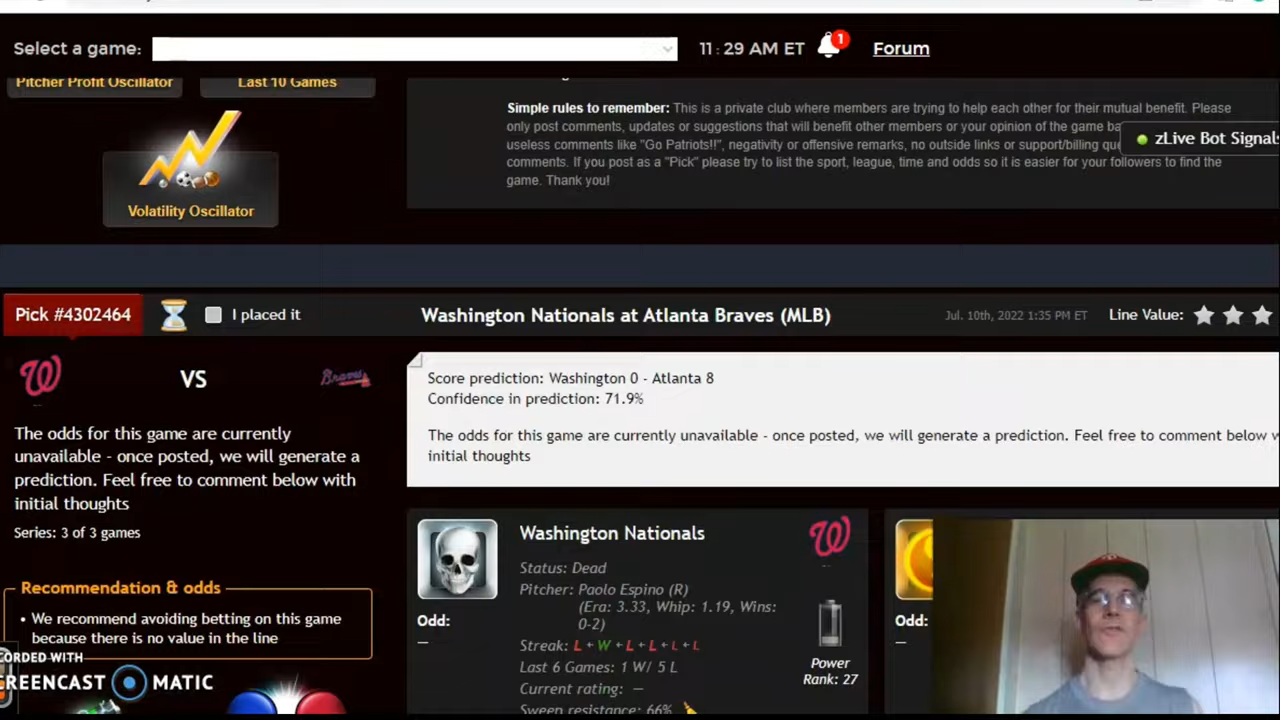 Select a game:
11:29 AM ET
1
Forum
Pitcher Profit Oscillator
Last 10 Games
Volatility Oscillator
Simple rules to remember: This is a private club where members are trying to help each other for their mutual benefit. Please
only post comments, updates or suggestions that will benefit other members or your opinion of the game
useless comments like "Go Patriots!!", negativity or offensive remarks, no outside links or support/billing
comments. If you post as a "Pick" please try to list the sport, league, time and odds so it is easier for your followers to find the
game. Thank you!
zLive Bot Signal
Pick #4302464
I placed it
Washington Nationals at Atlanta Braves (MLB)
Jul. 10th, 2022 1:35 PM ET
Line Value:
W
VS
Braves
The odds for this game are currently
unavailable - once posted, we will generate a
prediction. Feel free to comment below with
initial thoughts
Series: 3 of 3 games
Recommendation & odds
• We recommend avoiding betting on this game
because there is no value in the line
Score prediction: Washington 0 - Atlanta 8
Confidence in prediction: 71.9%
The odds for this game are currently unavailable - once posted, we will generate a prediction. Feel free to comment below
initial thoughts
Washington Nationals
W
Status: Dead
Pitcher: Paolo Espino (R)
(Era: 3.33, Whip: 1.19, Wins:
0-2)
Odd:
—
Streak: L - W - L - L - L - L
Last 6 Games: 1 W/ 5 L
Current rating: —
Sweep resistance: 66%
Power
Rank: 27
Odd:
—
CORDED WITH
REENCAST MATIC